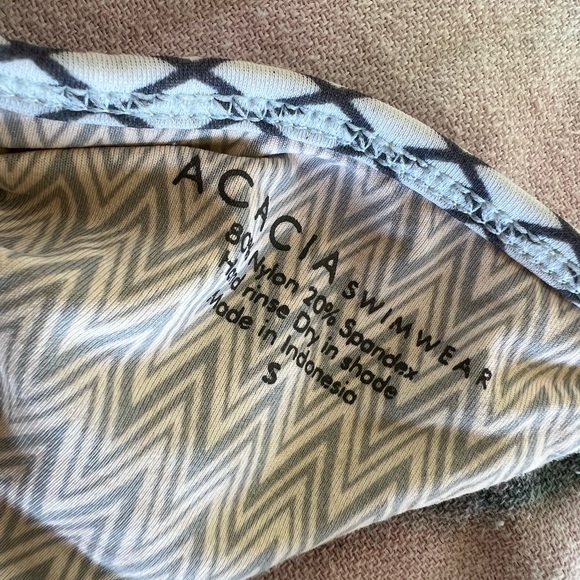 ACACIA SWIMWEAR
80% Nylon 20% Spandex
Hand rinse Dry in shade
Made in Indonesia
S